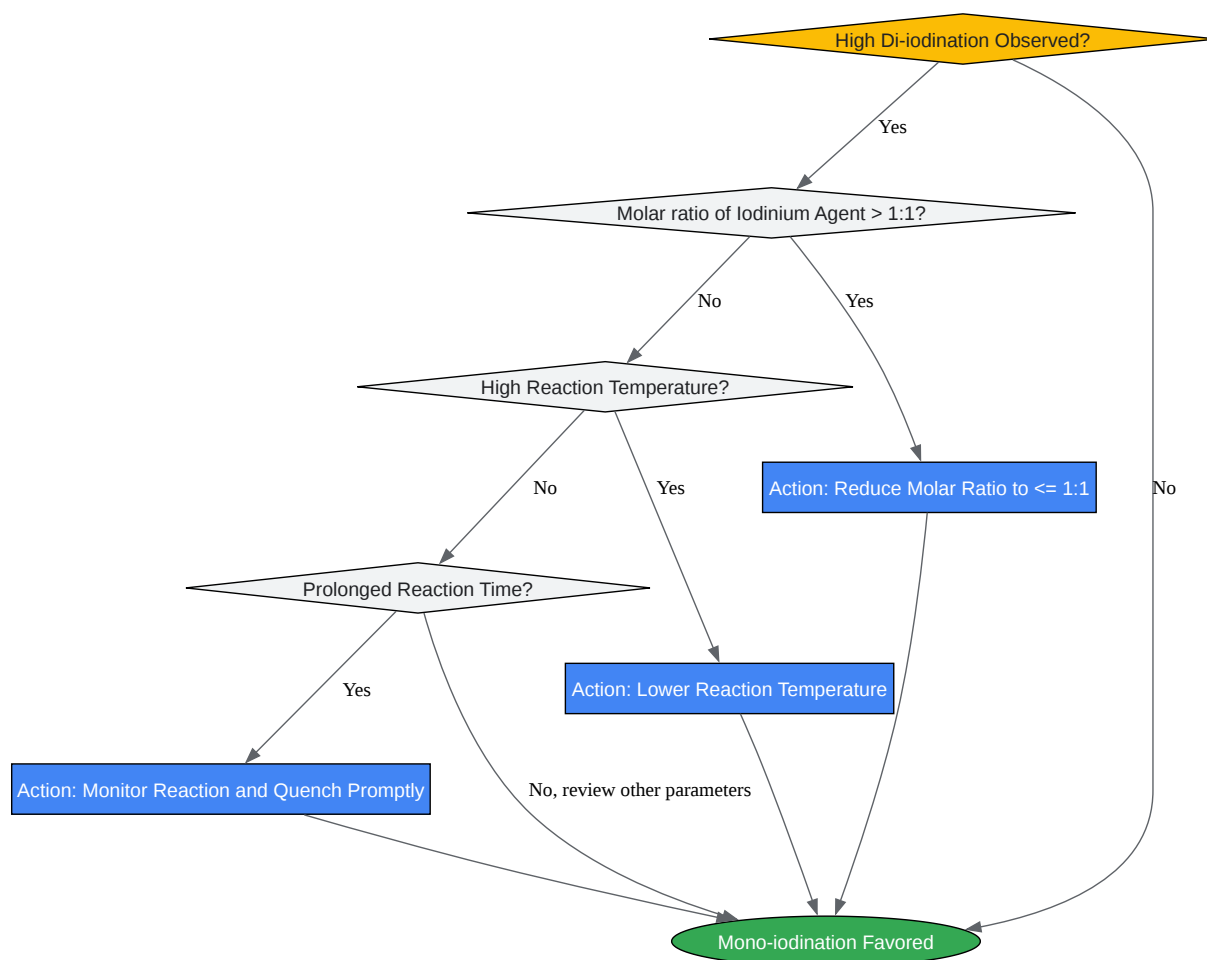 High Di-iodination Observed?
Yes
Molar ratio of Iodinium Agent > 1:1?
No
Yes
High Reaction Temperature?
Action: Reduce Molar Ratio to <= 1:1
No
Yes
No
Prolonged Reaction Time?
Action: Lower Reaction Temperature
Yes
No, review other parameters
Action: Monitor Reaction and Quench Promptly
Mono-iodination Favored